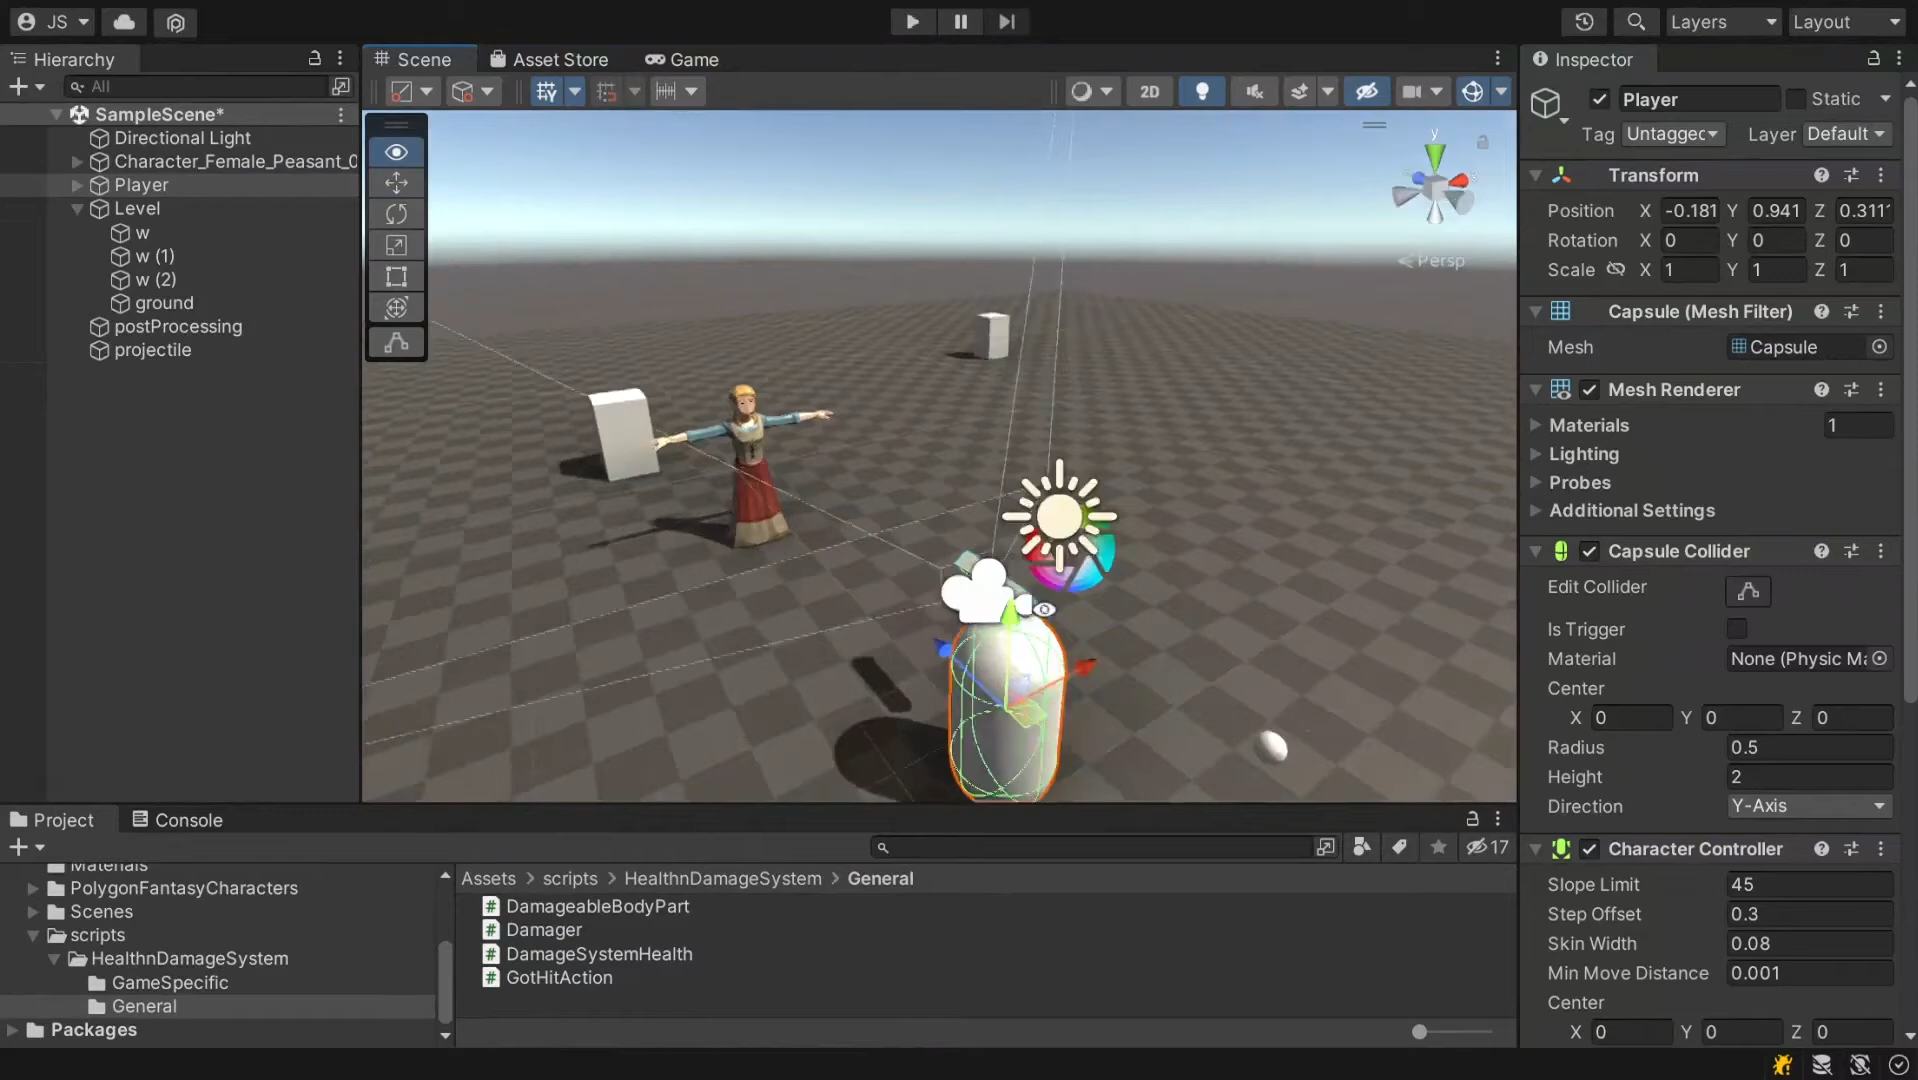 JS
Layers
Layout
Hierarchy
All
SampleScene*
Directional Light
Character_Female_Peasant_0
Player
Level
w
w (1)
w (2)
ground
postProcessing
projectile
Scene
Asset Store
Game
2D
y
Persp
Inspector
Player
Static
Tag Untagged
Layer Default
Transform
Position X -0.181 Y 0.941 Z 0.311
Rotation X 0 Y 0 Z 0
Scale X 1 Y 1 Z 1
Capsule (Mesh Filter)
Mesh Capsule
Mesh Renderer
Materials 1
Lighting
Probes
Additional Settings
Capsule Collider
Edit Collider
Is Trigger
Material None (Physic Ma
Center
X 0 Y 0 Z 0
Radius 0.5
Height 2
Direction Y-Axis
Character Controller
Slope Limit 45
Step Offset 0.3
Skin Width 0.08
Min Move Distance 0.001
Center
X 0 Y 0 Z 0
Project
Console
17
Materials
PolygonFantasyCharacters
Scenes
scripts
HealthnDamageSystem
GameSpecific
General
Packages
Assets > scripts > HealthnDamageSystem > General
DamageableBodyPart
Damager
DamageSystemHealth
GotHitAction